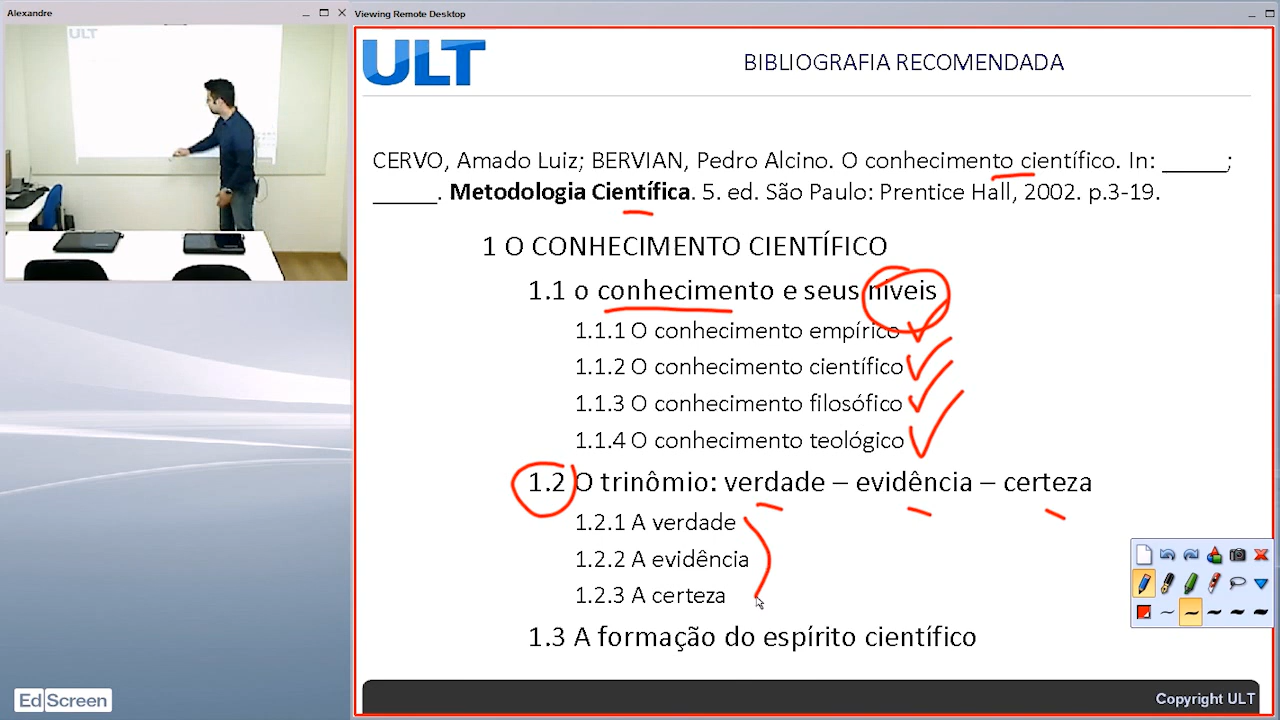 Alexandre
Viewing Remote Desktop
ULT
ULT
BIBLIOGRAFIA RECOMENDADA
CERVO, Amado Luiz; BERVIAN, Pedro Alcino. O conhecimento científico. In: ______;
______. Metodologia Científica. 5. ed. São Paulo: Prentice Hall, 2002. p.3-19.
1 O CONHECIMENTO CIENTÍFICO
1.1 o conhecimento e seus níveis
1.1.1 O conhecimento empírico
1.1.2 O conhecimento científico
1.1.3 O conhecimento filosófico
1.1.4 O conhecimento teológico
1.2 O trinômio: verdade – evidência – certeza
1.2.1 A verdade
1.2.2 A evidência
1.2.3 A certeza
1.3 A formação do espírito científico
EdScreen
Copyright ULT